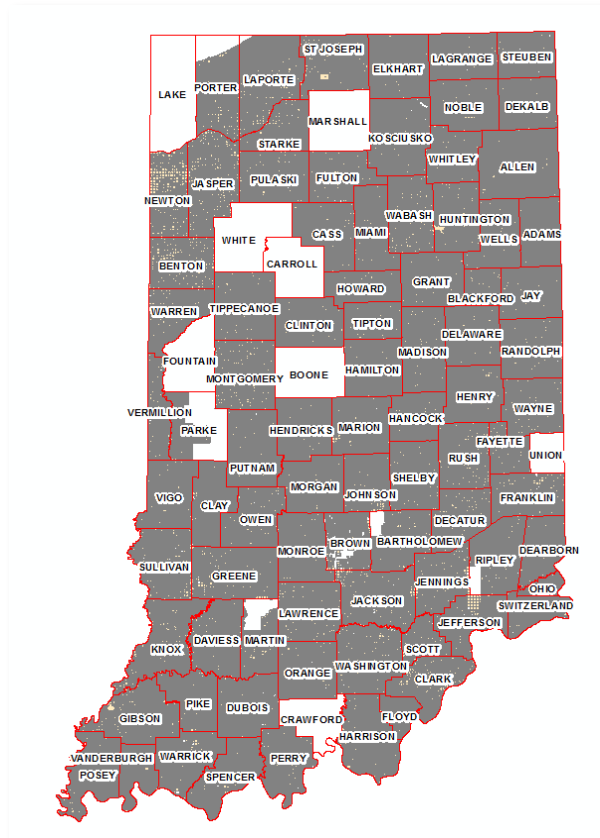 ST JOSEPH
LAGRANGE
STEUBEN
ELKHART
LAPORTE
PORTER
LAKE
NOBLE
DEKALB
MARSHALL
KOSCIUSKO
STARKE
WHITLEY
ALLEN
JASPER
PULASKI
FULTON
NEWTON
WABASH
HUNTINGTON
CASS
MIAMI
WELLS
ADAMS
WHITE
CARROLL
BENTON
GRANT
HOWARD
BLACKFORD
JAY
WARREN
TIPPECANOE
CLINTON
TIPTON
DELAWARE
MADISON
RANDOLPH
FOUNTAIN
BOONE
HAMILTON
MONTGOMERY
HENRY
WAYNE
VERMILLION
HANCOCK
PARKE
HENDRICKS
MARION
FAYETTE
UNION
RUSH
PUTNAM
SHELBY
MORGAN
JOHNSON
VIGO
CLAY
FRANKLIN
OWEN
DECATUR
BROWN
BARTHOLOMEW
MONROE
DEARBORN
RIPLEY
SULLIVAN
GREENE
JENNINGS
OHIO
JACKSON
SWITZERLAND
LAWRENCE
JEFFERSON
DAVIESS
MARTIN
KNOX
SCOTT
WASHINGTON
ORANGE
CLARK
PIKE
DUBOIS
GIBSON
CRAWFORD
FLOYD
HARRISON
VANDERBURGH
WARRICK
PERRY
POSEY
SPENCER